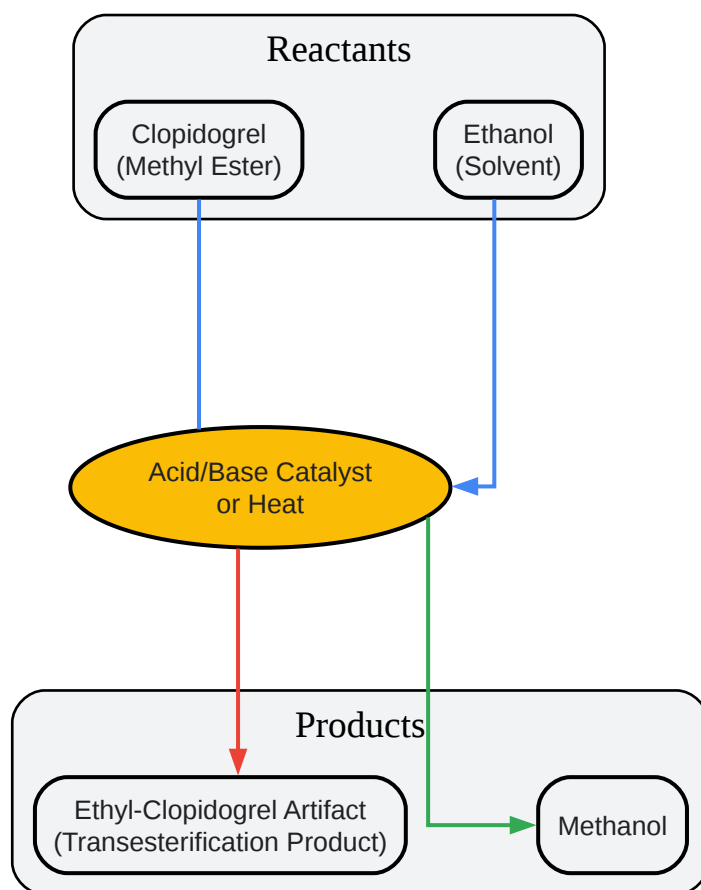 Reactants
Clopidogrel
(Methyl Ester)
Ethanol
(Solvent)
Acid/Base Catalyst
or Heat
Products
Ethyl-Clopidogrel Artifact
(Transesterification Product)
Methanol